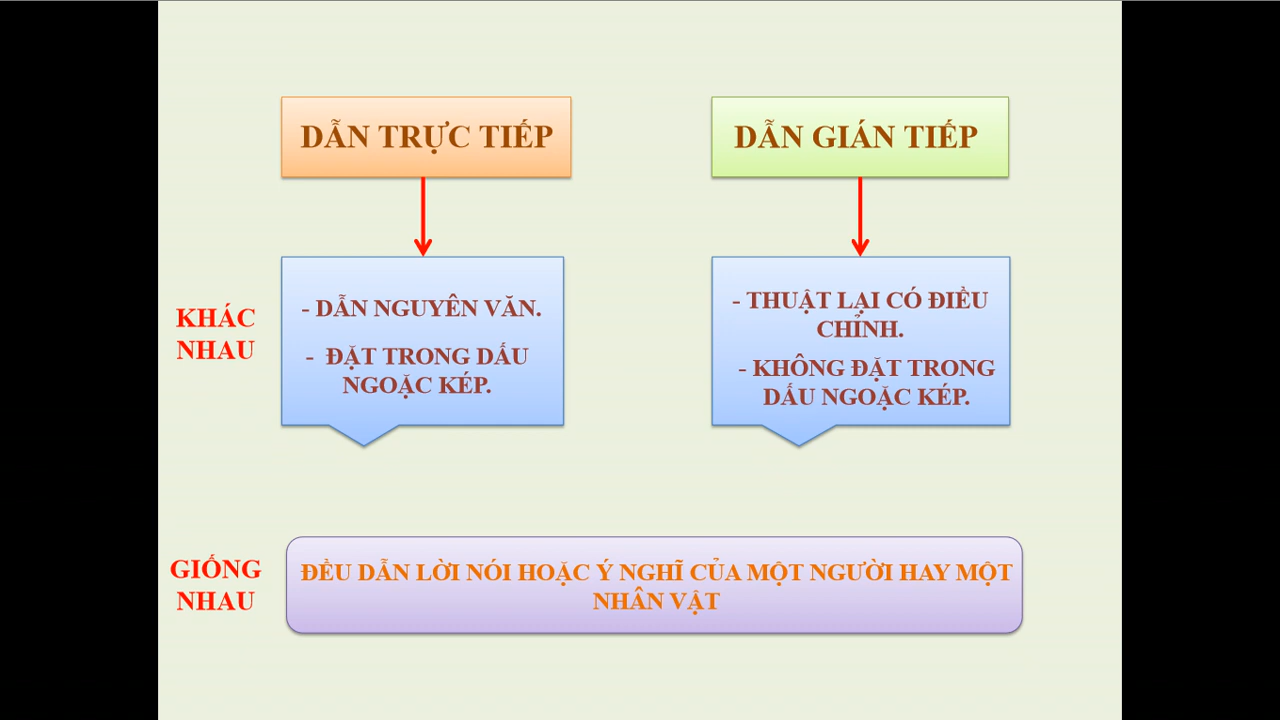 DẪN TRỰC TIẾP
DẪN GIÁN TIẾP
KHÁC
NHAU
- DẪN NGUYÊN VĂN.
- ĐẶT TRONG DẤU
NGOẶC KÉP.
- THUẬT LẠI CÓ ĐIỀU
CHỈNH.
- KHÔNG ĐẶT TRONG
DẤU NGOẶC KÉP.
GIỐNG
NHAU
ĐỀU DẪN LỜI NÓI HOẶC Ý NGHĨ CỦA MỘT NGƯỜI HAY MỘT
NHÂN VẬT